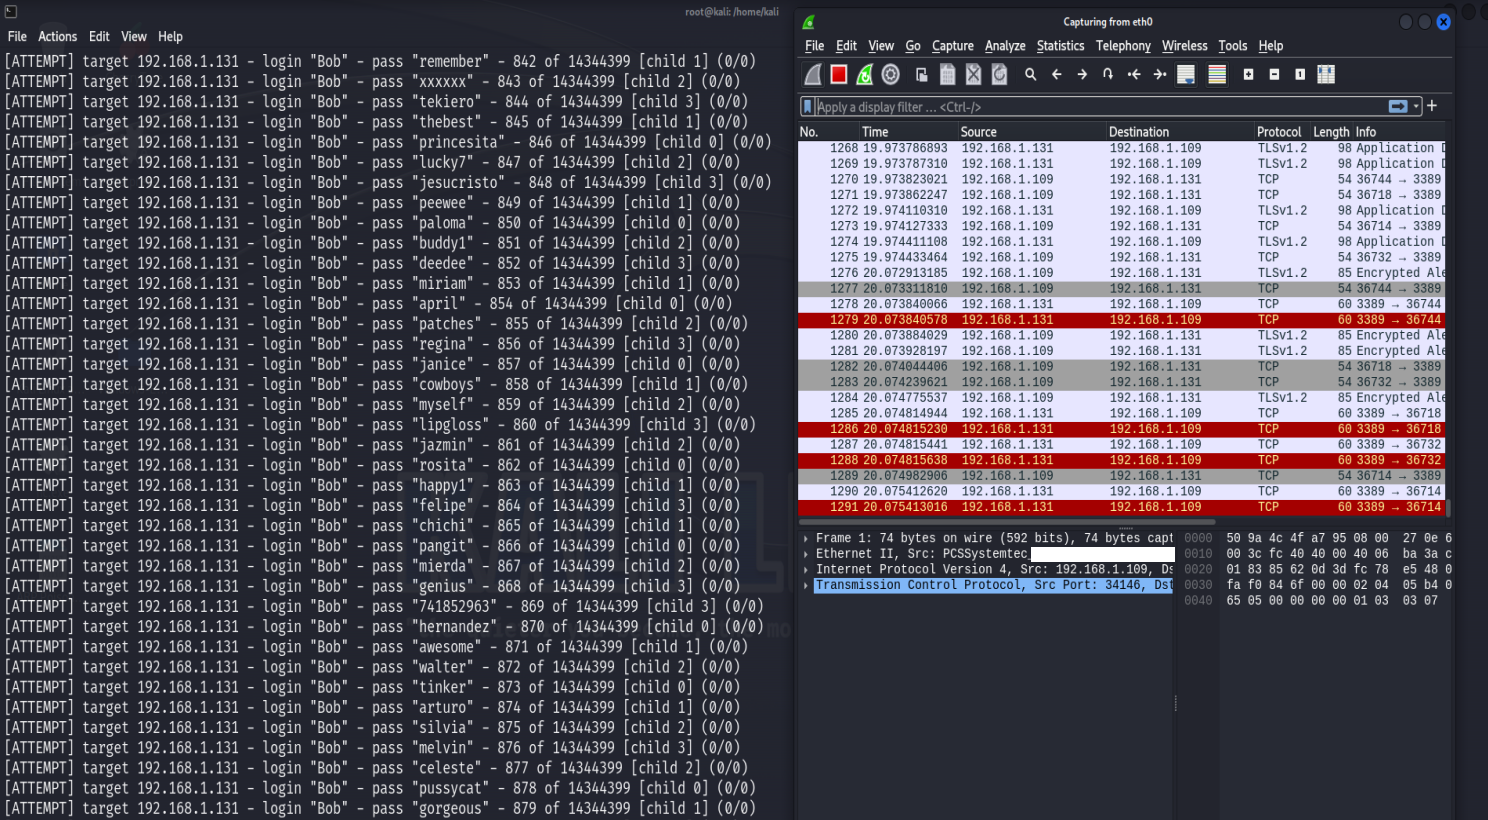 root@kali: /home/kali
File Actions Edit View Help
[ATTEMPT] target 192.168.1.131 - login "Bob" - pass "remember" - 842 of 14344399 [child 1] (0/0)
[ATTEMPT] target 192.168.1.131 - login "Bob" - pass "xxxxxx" - 843 of 14344399 [child 2] (0/0)
[ATTEMPT] target 192.168.1.131 - login "Bob" - pass "tekiero" - 844 of 14344399 [child 3] (0/0)
[ATTEMPT] target 192.168.1.131 - login "Bob" - pass "thebest" - 845 of 14344399 [child 1] (0/0)
[ATTEMPT] target 192.168.1.131 - login "Bob" - pass "princesita" - 846 of 14344399 [child 0] (0/0)
[ATTEMPT] target 192.168.1.131 - login "Bob" - pass "lucky7" - 847 of 14344399 [child 2] (0/0)
[ATTEMPT] target 192.168.1.131 - login "Bob" - pass "jesucristo" - 848 of 14344399 [child 3] (0/0)
[ATTEMPT] target 192.168.1.131 - login "Bob" - pass "peewee" - 849 of 14344399 [child 1] (0/0)
[ATTEMPT] target 192.168.1.131 - login "Bob" - pass "paloma" - 850 of 14344399 [child 0] (0/0)
[ATTEMPT] target 192.168.1.131 - login "Bob" - pass "buddy1" - 851 of 14344399 [child 2] (0/0)
[ATTEMPT] target 192.168.1.131 - login "Bob" - pass "deedee" - 852 of 14344399 [child 3] (0/0)
[ATTEMPT] target 192.168.1.131 - login "Bob" - pass "miriam" - 853 of 14344399 [child 1] (0/0)
[ATTEMPT] target 192.168.1.131 - login "Bob" - pass "april" - 854 of 14344399 [child 0] (0/0)
[ATTEMPT] target 192.168.1.131 - login "Bob" - pass "patches" - 855 of 14344399 [child 2] (0/0)
[ATTEMPT] target 192.168.1.131 - login "Bob" - pass "regina" - 856 of 14344399 [child 3] (0/0)
[ATTEMPT] target 192.168.1.131 - login "Bob" - pass "janice" - 857 of 14344399 [child 0] (0/0)
[ATTEMPT] target 192.168.1.131 - login "Bob" - pass "cowboys" - 858 of 14344399 [child 1] (0/0)
[ATTEMPT] target 192.168.1.131 - login "Bob" - pass "myself" - 859 of 14344399 [child 2] (0/0)
[ATTEMPT] target 192.168.1.131 - login "Bob" - pass "lipgloss" - 860 of 14344399 [child 3] (0/0)
[ATTEMPT] target 192.168.1.131 - login "Bob" - pass "jazmin" - 861 of 14344399 [child 2] (0/0)
[ATTEMPT] target 192.168.1.131 - login "Bob" - pass "rosita" - 862 of 14344399 [child 0] (0/0)
[ATTEMPT] target 192.168.1.131 - login "Bob" - pass "happy1" - 863 of 14344399 [child 1] (0/0)
[ATTEMPT] target 192.168.1.131 - login "Bob" - pass "felipe" - 864 of 14344399 [child 3] (0/0)
[ATTEMPT] target 192.168.1.131 - login "Bob" - pass "chichi" - 865 of 14344399 [child 1] (0/0)
[ATTEMPT] target 192.168.1.131 - login "Bob" - pass "pangit" - 866 of 14344399 [child 0] (0/0)
[ATTEMPT] target 192.168.1.131 - login "Bob" - pass "mierda" - 867 of 14344399 [child 2] (0/0)
[ATTEMPT] target 192.168.1.131 - login "Bob" - pass "genius" - 868 of 14344399 [child 3] (0/0)
[ATTEMPT] target 192.168.1.131 - login "Bob" - pass "741852963" - 869 of 14344399 [child 3] (0/0)
[ATTEMPT] target 192.168.1.131 - login "Bob" - pass "hernandez" - 870 of 14344399 [child 0] (0/0)
[ATTEMPT] target 192.168.1.131 - login "Bob" - pass "awesome" - 871 of 14344399 [child 1] (0/0)
[ATTEMPT] target 192.168.1.131 - login "Bob" - pass "walter" - 872 of 14344399 [child 2] (0/0)
[ATTEMPT] target 192.168.1.131 - login "Bob" - pass "tinker" - 873 of 14344399 [child 0] (0/0)
[ATTEMPT] target 192.168.1.131 - login "Bob" - pass "arturo" - 874 of 14344399 [child 1] (0/0)
[ATTEMPT] target 192.168.1.131 - login "Bob" - pass "silvia" - 875 of 14344399 [child 2] (0/0)
[ATTEMPT] target 192.168.1.131 - login "Bob" - pass "melvin" - 876 of 14344399 [child 3] (0/0)
[ATTEMPT] target 192.168.1.131 - login "Bob" - pass "celeste" - 877 of 14344399 [child 2] (0/0)
[ATTEMPT] target 192.168.1.131 - login "Bob" - pass "pussycat" - 878 of 14344399 [child 0] (0/0)
[ATTEMPT] target 192.168.1.131 - login "Bob" - pass "gorgeous" - 879 of 14344399 [child 1] (0/0)
Capturing from eth0
File Edit View Go Capture Analyze Statistics Telephony Wireless Tools Help
Apply a display filter ... <Ctrl-/>
No. Time Source Destination Protocol Length Info
1268 19.973786893 192.168.1.131 192.168.1.109 TLSv1.2 98 Application D
1269 19.973787310 192.168.1.131 192.168.1.109 TLSv1.2 98 Application D
1270 19.973823021 192.168.1.109 192.168.1.131 TCP 54 36744 → 3389
1271 19.973862247 192.168.1.109 192.168.1.131 TCP 54 36718 → 3389
1272 19.974110310 192.168.1.131 192.168.1.109 TLSv1.2 98 Application D
1273 19.974127333 192.168.1.109 192.168.1.131 TCP 54 36714 → 3389
1274 19.974411108 192.168.1.131 192.168.1.109 TLSv1.2 98 Application D
1275 19.974433464 192.168.1.109 192.168.1.131 TCP 54 36732 → 3389
1276 20.072913185 192.168.1.109 192.168.1.131 TLSv1.2 85 Encrypted Ale
1277 20.073311810 192.168.1.109 192.168.1.131 TCP 54 36744 → 3389
1278 20.073840066 192.168.1.131 192.168.1.109 TCP 60 3389 → 36744
1279 20.073840578 192.168.1.131 192.168.1.109 TCP 60 3389 → 36744
1280 20.073884029 192.168.1.109 192.168.1.131 TLSv1.2 85 Encrypted Ale
1281 20.073928197 192.168.1.109 192.168.1.131 TLSv1.2 85 Encrypted Ale
1282 20.074044406 192.168.1.109 192.168.1.131 TCP 54 36718 → 3389
1283 20.074239621 192.168.1.109 192.168.1.131 TCP 54 36732 → 3389
1284 20.074775537 192.168.1.109 192.168.1.131 TLSv1.2 85 Encrypted Ale
1285 20.074814944 192.168.1.131 192.168.1.109 TCP 60 3389 → 36718
1286 20.074815230 192.168.1.131 192.168.1.109 TCP 60 3389 → 36718
1287 20.074815441 192.168.1.131 192.168.1.109 TCP 60 3389 → 36732
1288 20.074815638 192.168.1.131 192.168.1.109 TCP 60 3389 → 36732
1289 20.074982906 192.168.1.109 192.168.1.131 TCP 54 36714 → 3389
1290 20.075412620 192.168.1.131 192.168.1.109 TCP 60 3389 → 36714
1291 20.075413016 192.168.1.131 192.168.1.109 TCP 60 3389 → 36714
Frame 1: 74 bytes on wire (592 bits), 74 bytes capt
Ethernet II, Src: PCSSystemtec
Internet Protocol Version 4, Src: 192.168.1.109, Ds
Transmission Control Protocol, Src Port: 34146, Dst
0000 50 9a 4c 4f a7 95 08 00 27 0e 6
0010 00 3c fc 40 40 00 40 06 ba 3a c
0020 01 83 85 62 0d 3d fc 78 e5 48 0
0030 fa f0 84 6f 00 00 02 04 05 b4 0
0040 65 05 00 00 00 00 01 03 03 07